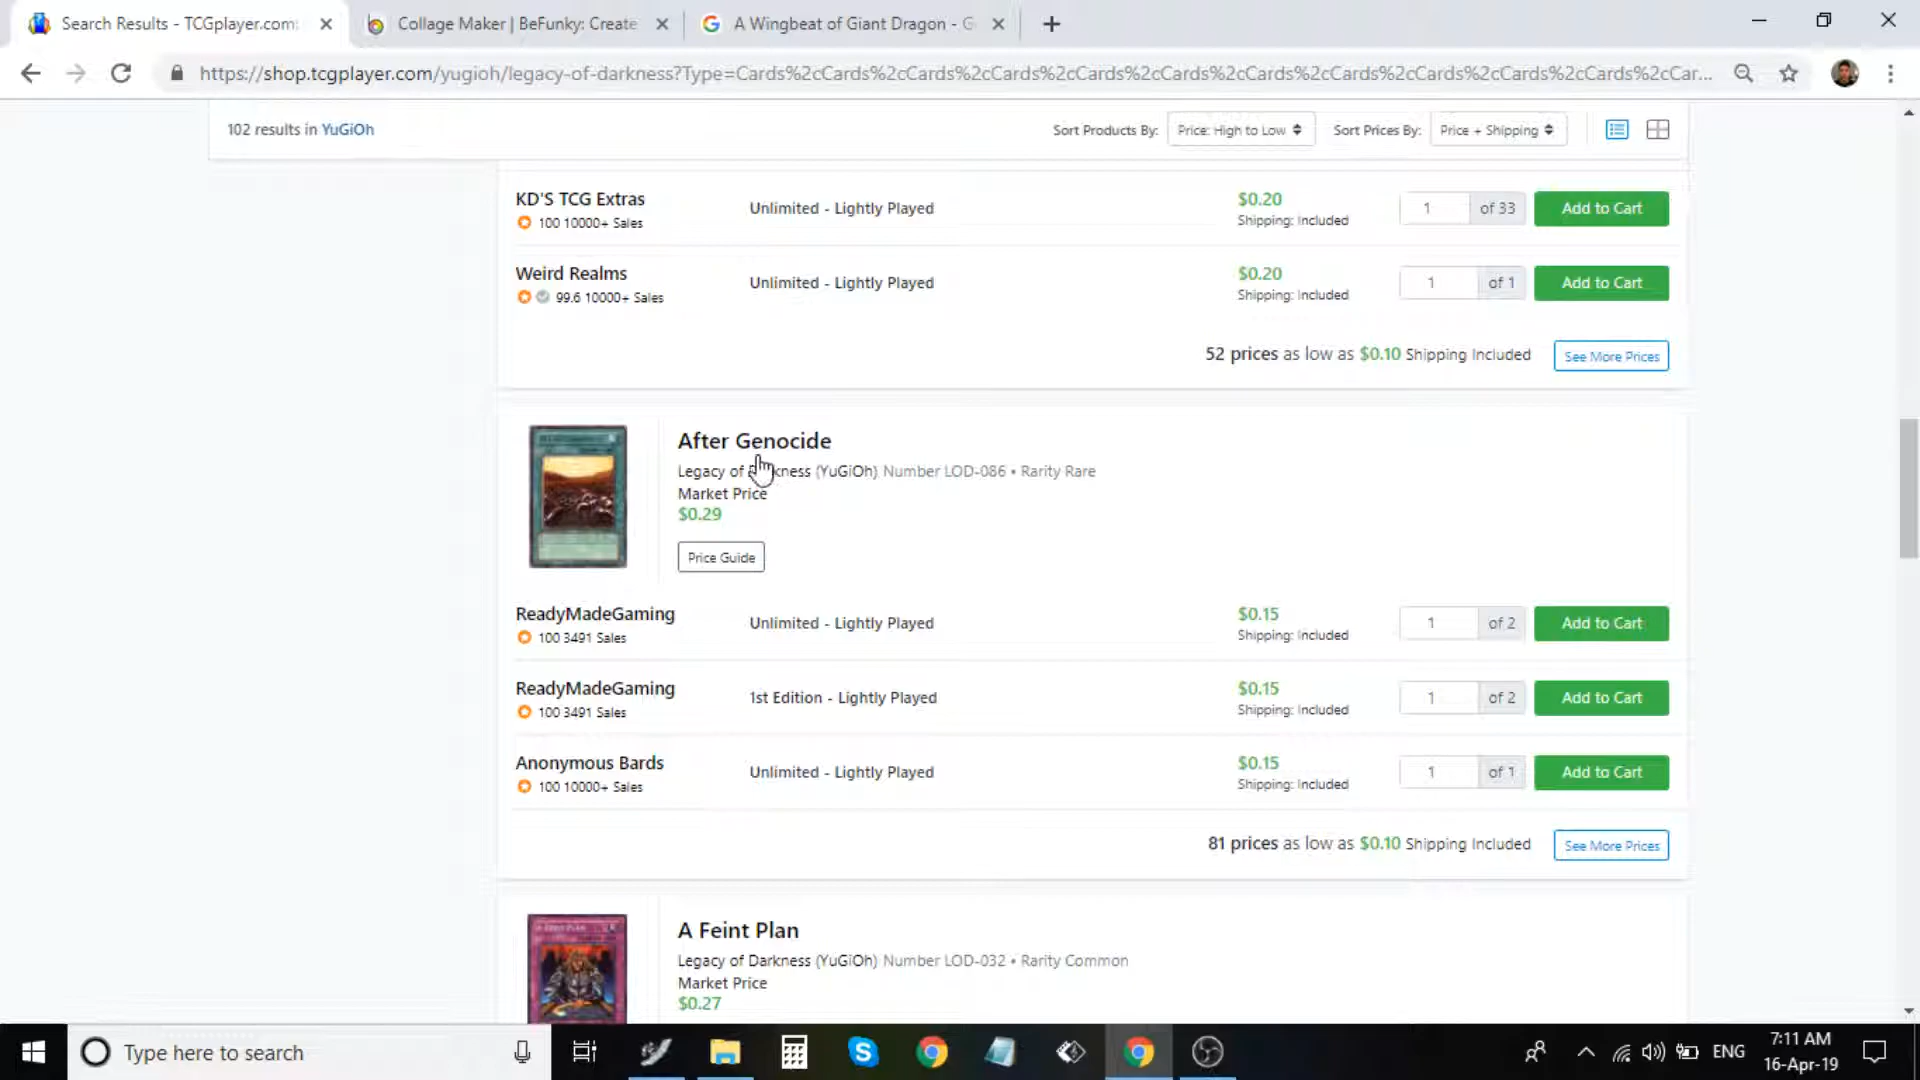 Search Results - TCGplayer.com
Collage Maker | BeFunky: Create
A Wingbeat of Giant Dragon - G
https://shop.tcgplayer.com/yugioh/legacy-of-darkness?Type=Cards%2cCards%2cCards%2cCards%2cCards%2cCards%2cCards%2cCards%2cCards%2cCards%2cCar...
102 results in YuGiOh
Sort Products By: Price: High to Low
Sort Prices By: Price + Shipping
KD'S TCG Extras
100 10000+ Sales
Unlimited - Lightly Played
$0.20
Shipping: Included
1 of 33
Add to Cart
Weird Realms
99.6 10000+ Sales
Unlimited - Lightly Played
$0.20
Shipping: Included
1 of 1
Add to Cart
52 prices as low as $0.10 Shipping Included
See More Prices
After Genocide
Legacy of Darkness (YuGiOh) Number LOD-086 • Rarity Rare
Market Price
$0.29
Price Guide
ReadyMadeGaming
100 3491 Sales
Unlimited - Lightly Played
$0.15
Shipping: Included
1 of 2
Add to Cart
ReadyMadeGaming
100 3491 Sales
1st Edition - Lightly Played
$0.15
Shipping: Included
1 of 2
Add to Cart
Anonymous Bards
100 10000+ Sales
Unlimited - Lightly Played
$0.15
Shipping: Included
1 of 1
Add to Cart
81 prices as low as $0.10 Shipping Included
See More Prices
A FEINT PLAN
A Feint Plan
Legacy of Darkness (YuGiOh) Number LOD-032 • Rarity Common
Market Price
$0.27
Type here to search
ENG
7:11 AM
16-Apr-19